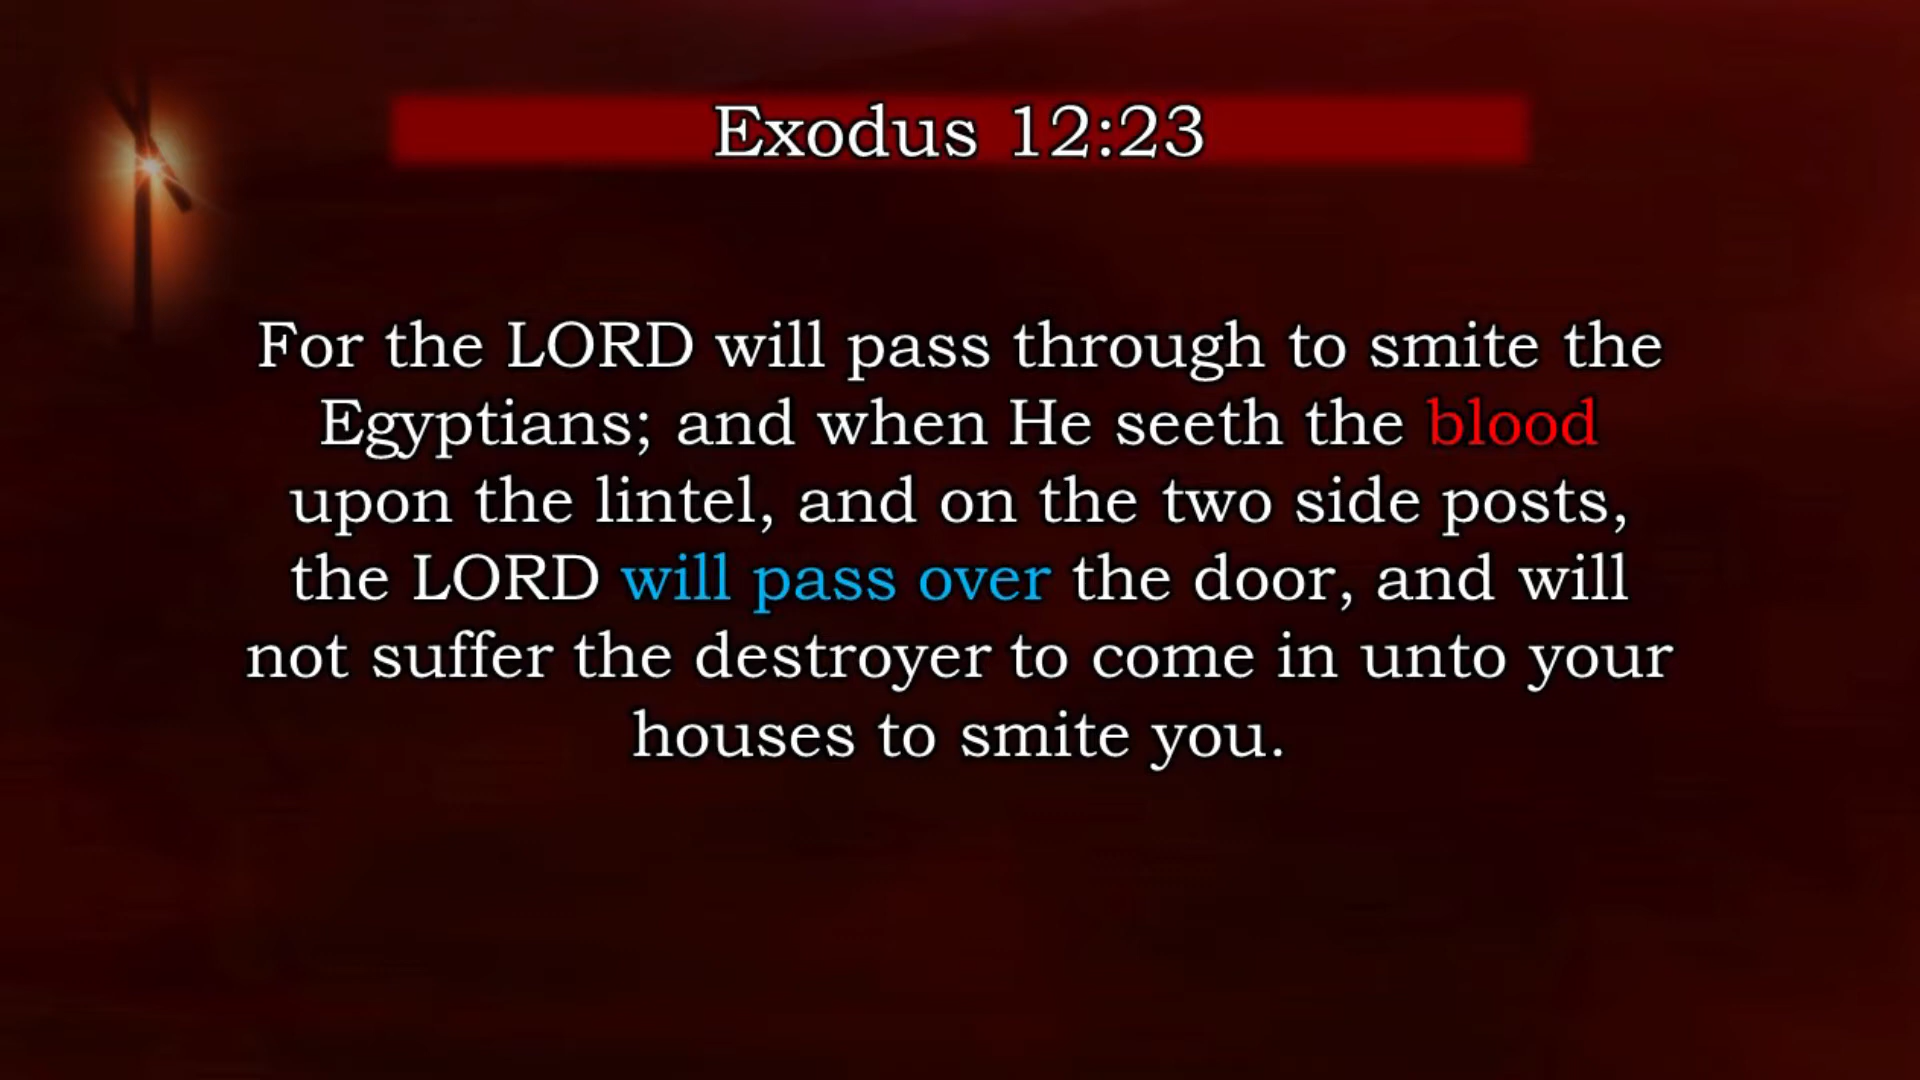 Exodus 12:23
For the LORD will pass through to smite the
Egyptians; and when He seeth the blood
upon the lintel, and on the two side posts,
the LORD will pass over the door, and will
not suffer the destroyer to come in unto your
houses to smite you.